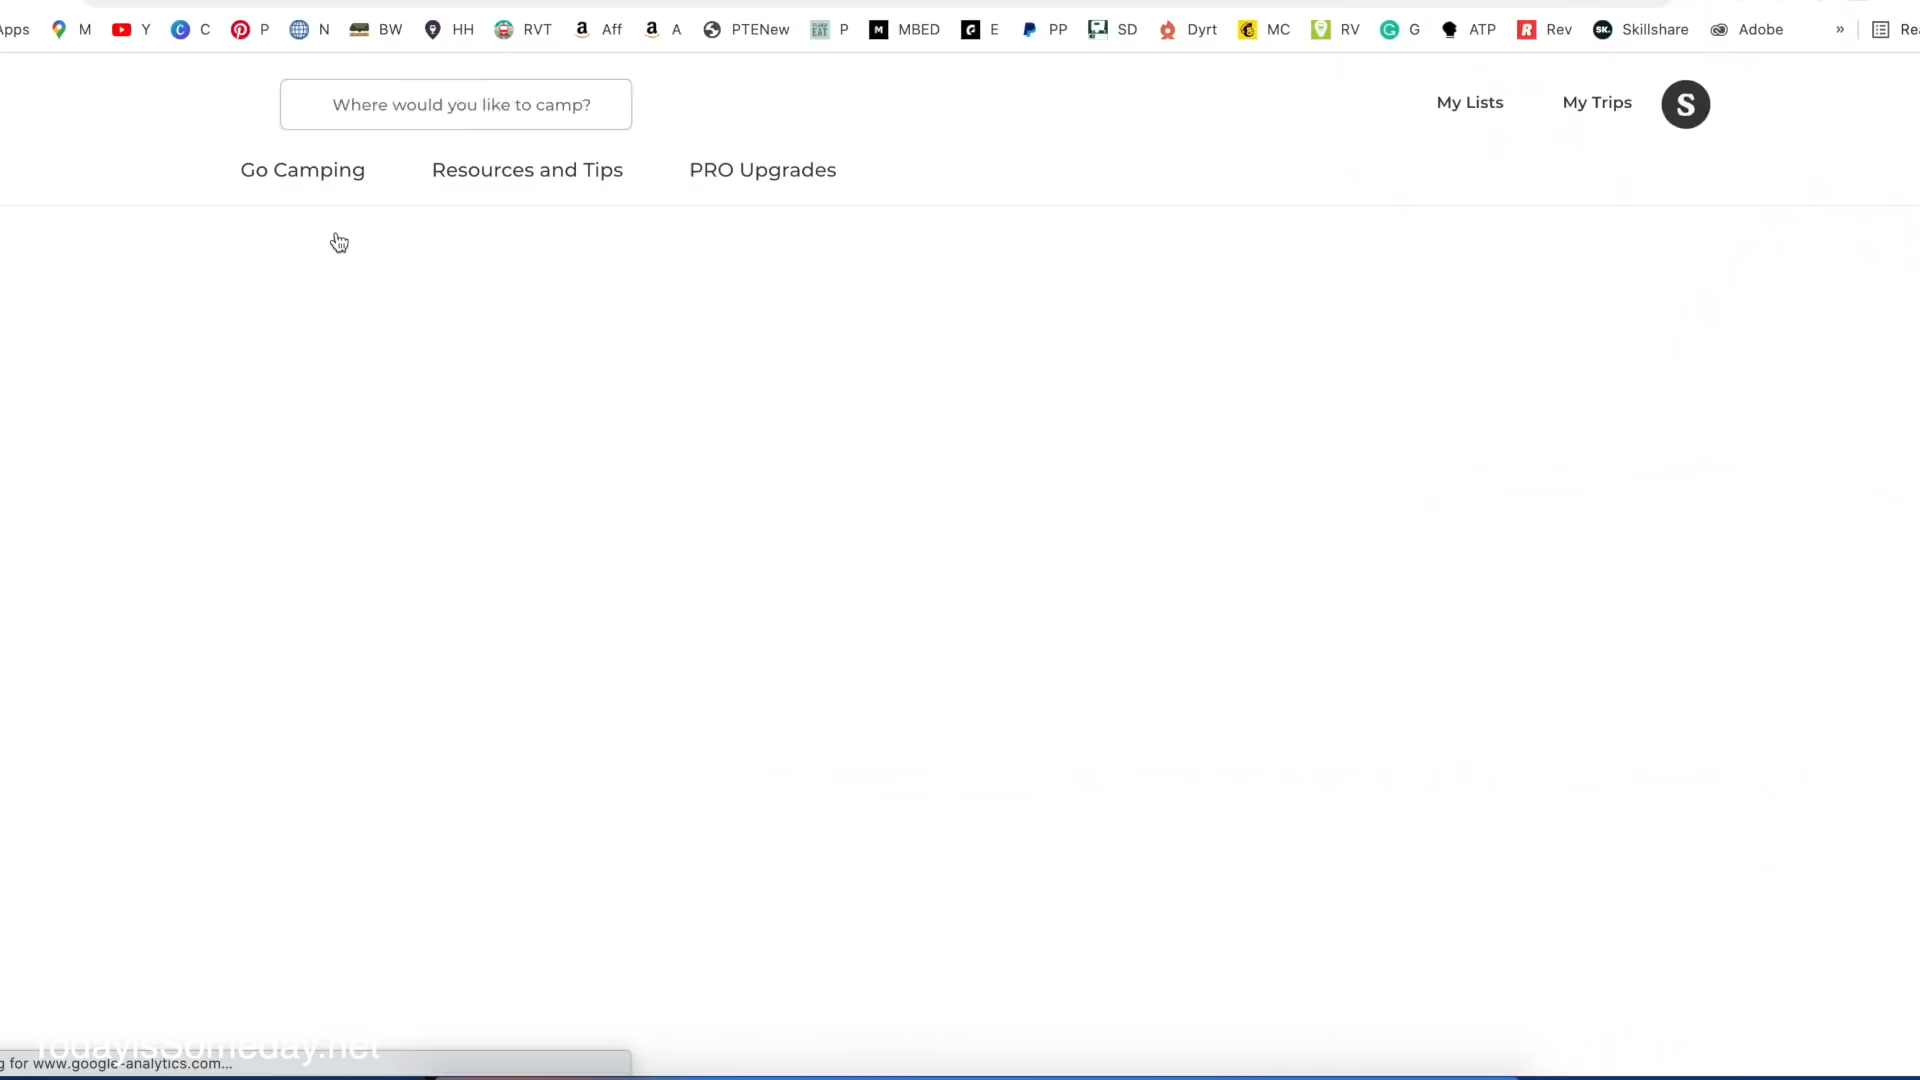 Apps M Y C P N BW HH RVT Aff A PTENew P MBED E PP SD Dyrt MC RV G ATP Rev Skillshare Adobe »
Where would you like to camp?
My Lists My Trips S
Go Camping Resources and Tips PRO Upgrades
TodayisSomeday.net
g for www.google-analytics.com...